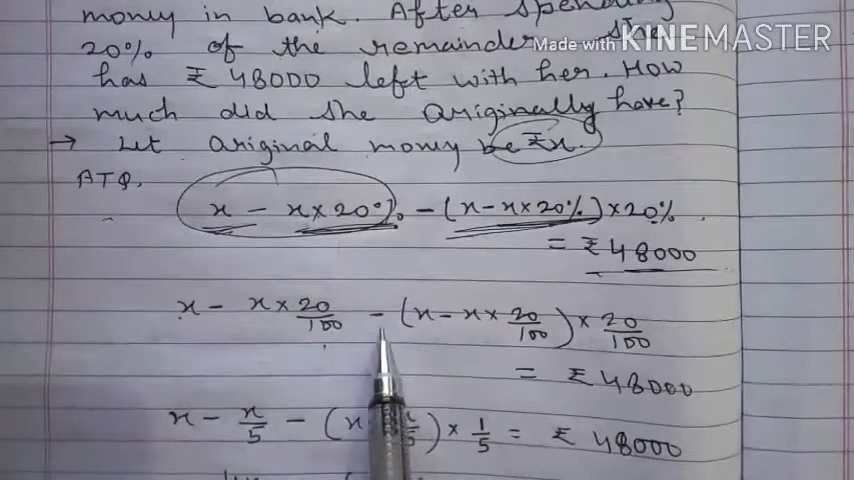 money in bank. After spending
20% of the remainder she
Made with KINEMASTER
has ₹ 48000 left with her. How
much did she originally have?
→ Let original money be ₹x.
ATQ,
x - x×20% - (x - x×20%)×20%
= ₹48000
x - x × 20/100 - (x - x × 20/100) × 20/100
= ₹ 48000
x - x/5 - (x /5) × 1/5 = ₹ 48000